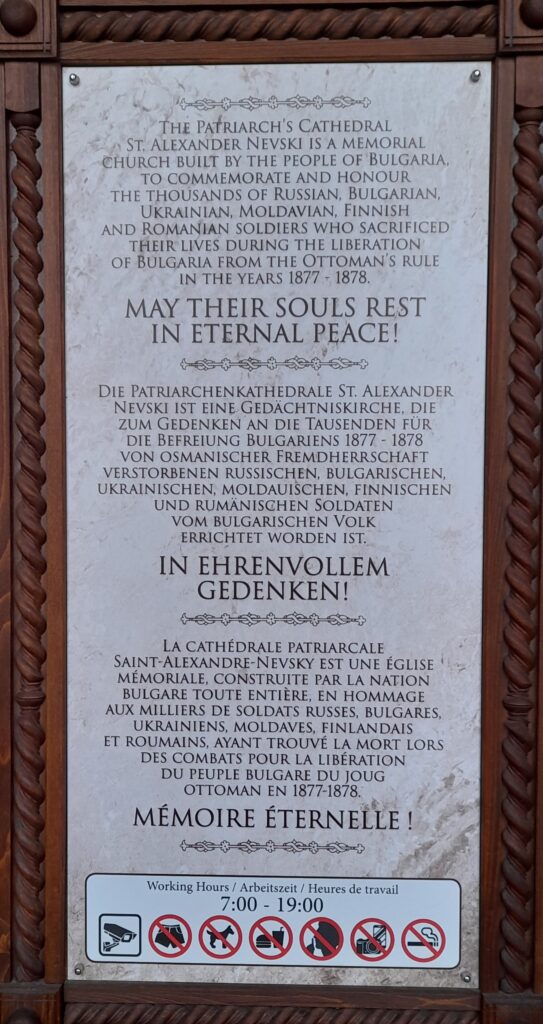 The Patriarch's Cathedral
St. Alexander Nevski is a memorial
church built by the people of Bulgaria,
to commemorate and honour
the thousands of Russian, Bulgarian,
Ukrainian, Moldavian, Finnish
and Romanian soldiers who sacrificed
their lives during the liberation
of Bulgaria from the Ottoman's rule
in the years 1877 - 1878.
MAY THEIR SOULS REST
IN ETERNAL PEACE!
Die Patriarchenkathedrale St. Alexander
Nevski ist eine Gedächtniskirche, die
zum Gedenken an die Tausenden für
die Befreiung Bulgariens 1877 - 1878
von osmanischer Fremdherrschaft
verstorbenen russischen, bulgarischen,
ukrainischen, moldauischen, finnischen
und rumänischen Soldaten
vom bulgarischen Volk
errichtet worden ist.
IN EHRENVOLLEM
GEDENKEN!
La cathédrale patriarcale
Saint-Alexandre-Nevsky est une église
mémoriale, construite par la nation
bulgare toute entière, en hommage
aux milliers de soldats russes, bulgares,
ukrainiens, moldaves, finlandais
et roumains, ayant trouvé la mort lors
des combats pour la libération
du peuple bulgare du joug
ottoman en 1877-1878.
MÉMOIRE ÉTERNELLE !
Working Hours / Arbeitszeit / Heures de travail
7:00 - 19:00